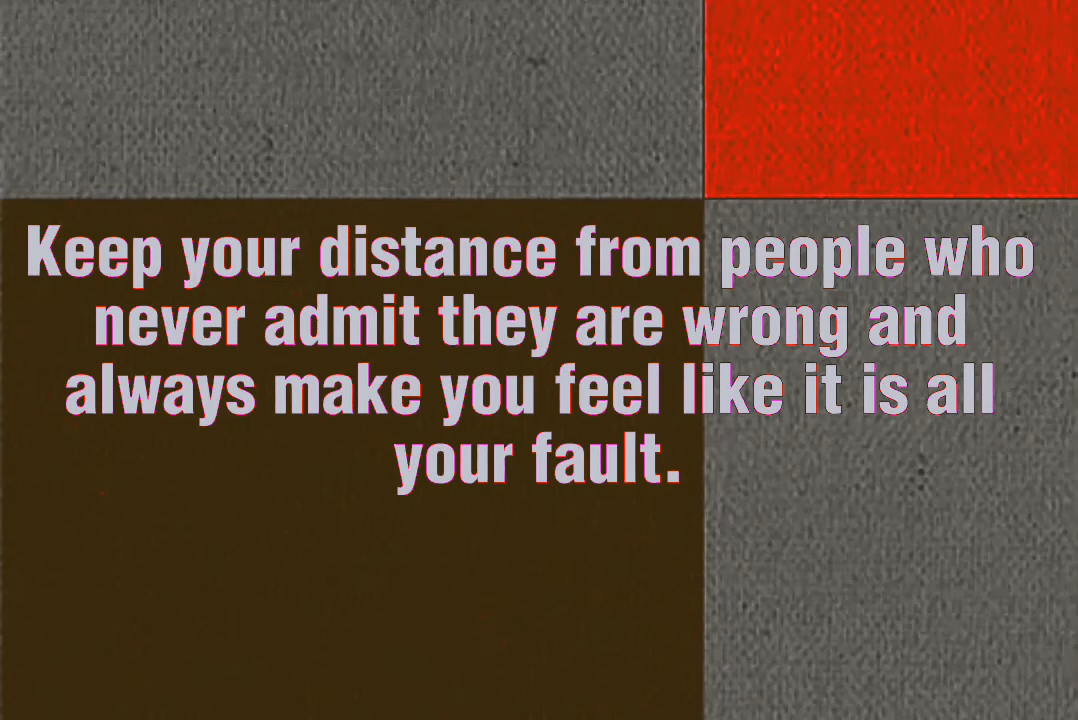 Keep your distance from people who
never admit they are wrong and
always make you feel like it is all
your fault.